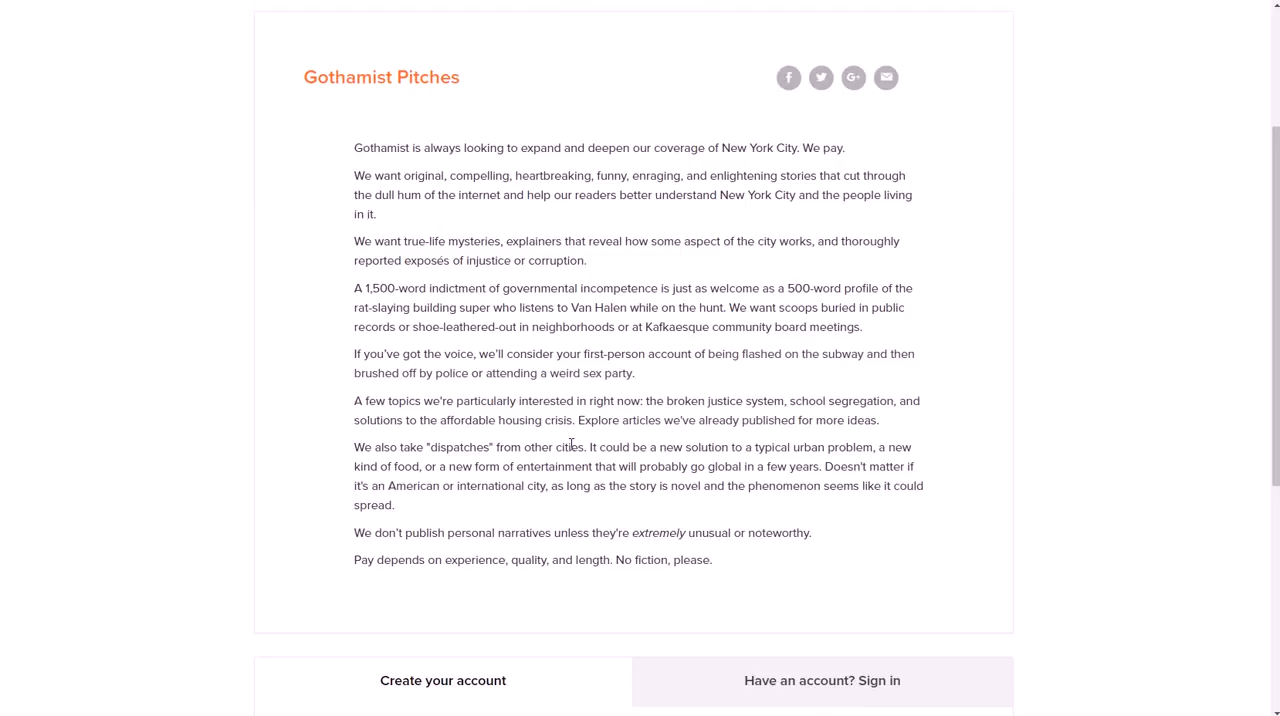 Gothamist Pitches
Gothamist is always looking to expand and deepen our coverage of New York City. We pay.
We want original, compelling, heartbreaking, funny, enraging, and enlightening stories that cut through
the dull hum of the internet and help our readers better understand New York City and the people living
in it.
We want true-life mysteries, explainers that reveal how some aspect of the city works, and thoroughly
reported exposés of injustice or corruption.
A 1,500-word indictment of governmental incompetence is just as welcome as a 500-word profile of the
rat-slaying building super who listens to Van Halen while on the hunt. We want scoops buried in public
records or shoe-leathered-out in neighborhoods or at Kafkaesque community board meetings.
If you’ve got the voice, we’ll consider your first-person account of being flashed on the subway and then
brushed off by police or attending a weird sex party.
A few topics we're particularly interested in right now: the broken justice system, school segregation, and
solutions to the affordable housing crisis. Explore articles we've already published for more ideas.
We also take "dispatches" from other cities. It could be a new solution to a typical urban problem, a new
kind of food, or a new form of entertainment that will probably go global in a few years. Doesn't matter if
it's an American or international city, as long as the story is novel and the phenomenon seems like it could
spread.
We don’t publish personal narratives unless they're extremely unusual or noteworthy.
Pay depends on experience, quality, and length. No fiction, please.
Create your account
Have an account? Sign in